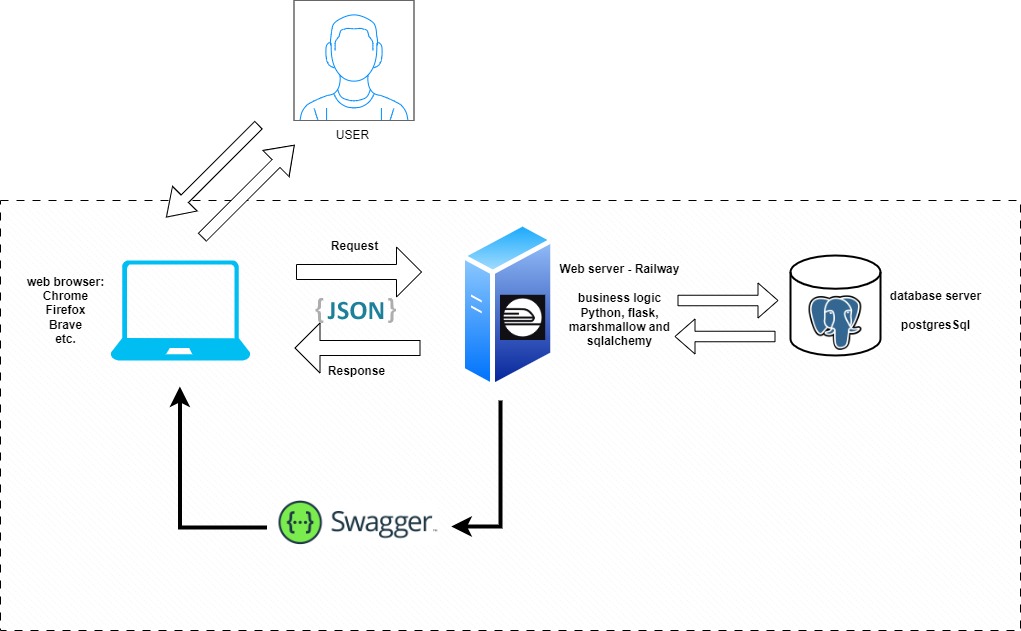 USER
Request
web browser:
Chrome
Firefox
Brave
etc.
{JSON}
Response
Web server - Railway
business logic
Python, flask,
marshmallow and
sqlalchemy
database server
postgresSql
{···} Swagger